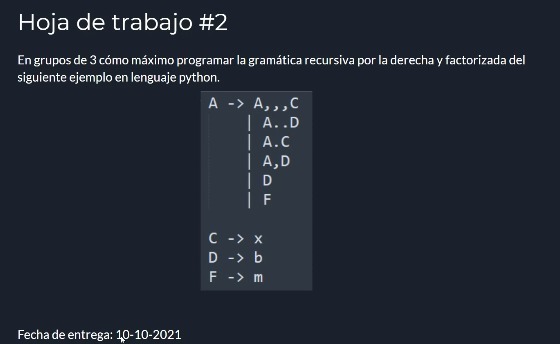 Hoja de trabajo #2
En grupos de 3 cómo máximo programar la gramática recursiva por la derecha y factorizada del
siguiente ejemplo en lenguaje python.
A -> A,,,C
| A..D
| A.C
| A,D
| D
| F
C -> x
D -> b
F -> m
Fecha de entrega: 10-10-2021